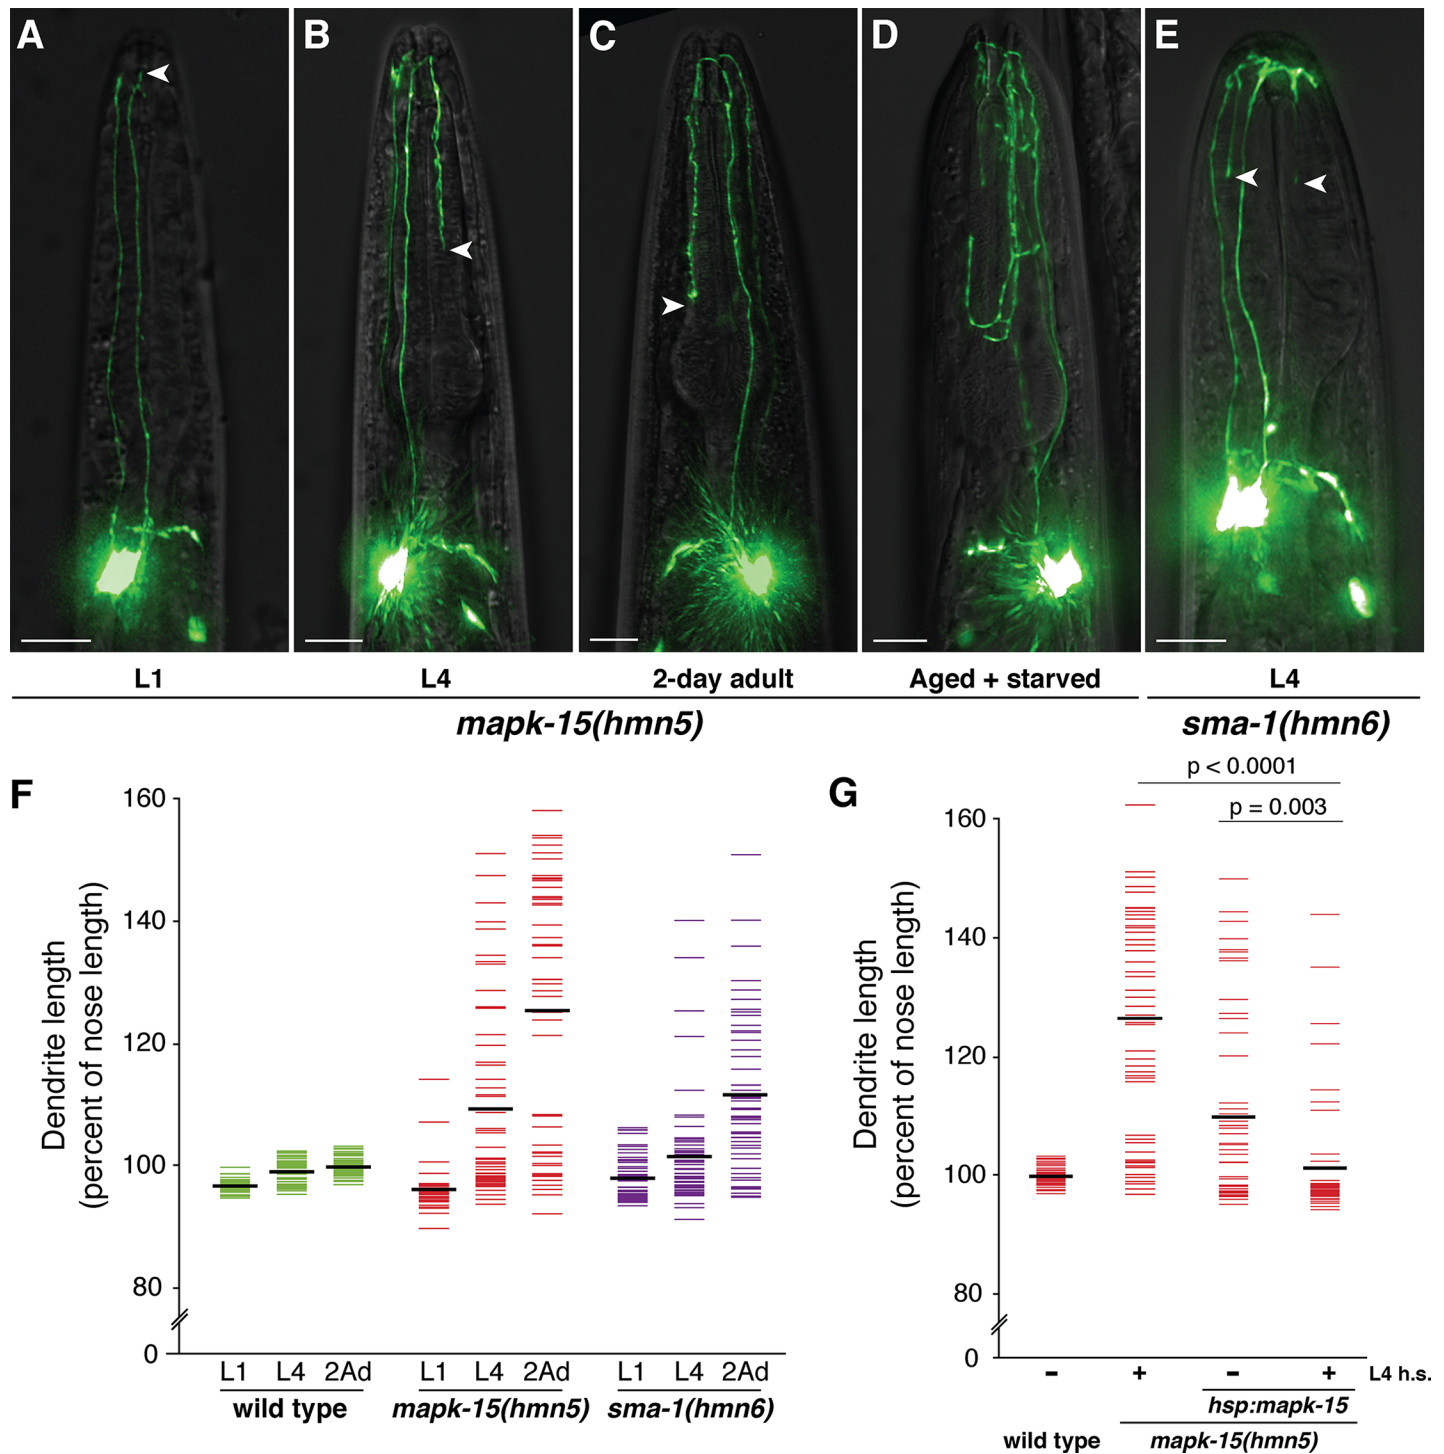 A B C D E
L1 L4 2-day adult Aged + starved L4
mapk-15(hmn5) sma-1(hmn6)
F
Dendrite length
(percent of nose length)
160
140
120
100
80
0
L1 L4 2Ad L1 L4 2Ad L1 L4 2Ad
wild type mapk-15(hmn5) sma-1(hmn6)
G
p < 0.0001
p = 0.003
Dendrite length
(percent of nose length)
160
140
120
100
80
0
- + - + L4 h.s.
hsp:mapk-15
wild type mapk-15(hmn5)